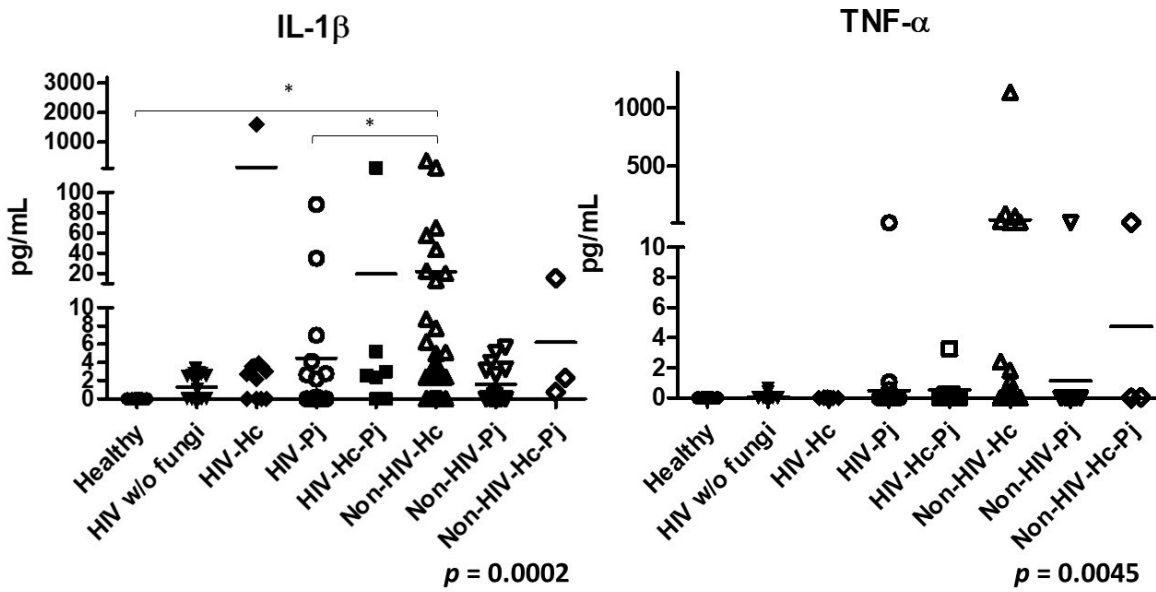 IL-1β
pg/mL
3000
2000
1000
100
80
60
40
20
10
8
6
4
2
0
*
*
Healthy
HIV w/o fungi
HIV-Hc
HIV-Pj
HIV-Hc-Pj
Non-HIV-Hc
Non-HIV-Pj
Non-HIV-Hc-Pj
p = 0.0002
TNF-α
pg/mL
1000
500
10
8
6
4
2
0
Healthy
HIV w/o fungi
HIV-Hc
HIV-Pj
HIV-Hc-Pj
Non-HIV-Hc
Non-HIV-Pj
Non-HIV-Hc-Pj
p = 0.0045